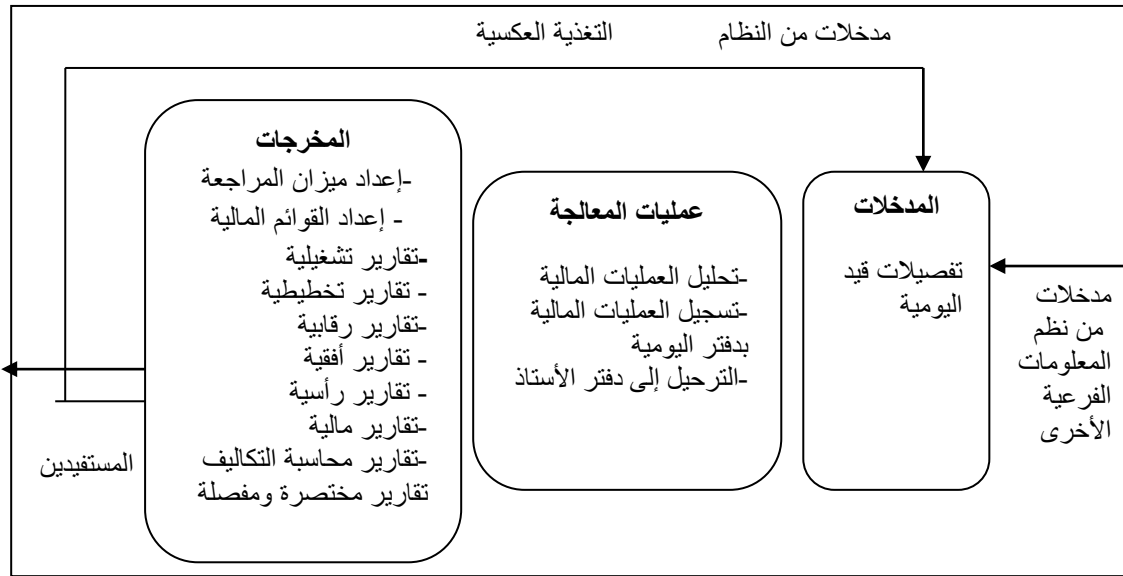 مدخلات من النظام
التغذية العكسية
المدخلات
تفصيلات قيد
اليومية
مدخلات
من نظم
المعلومات
الفرعية
الأخرى
عمليات المعالجة
-تحليل العمليات المالية
-تسجيل العمليات المالية
بدفتر اليومية
-الترحيل إلى دفتر الأستاذ
المخرجات
-إعداد ميزان المراجعة
- إعداد القوائم المالية
-تقارير تشغيلية
- تقارير تخطيطية
-تقارير رقابية
- تقارير أفقية
- تقارير رأسية
-تقارير مالية
-تقارير محاسبة التكاليف
تقارير مختصرة ومفصلة
المستفيدين